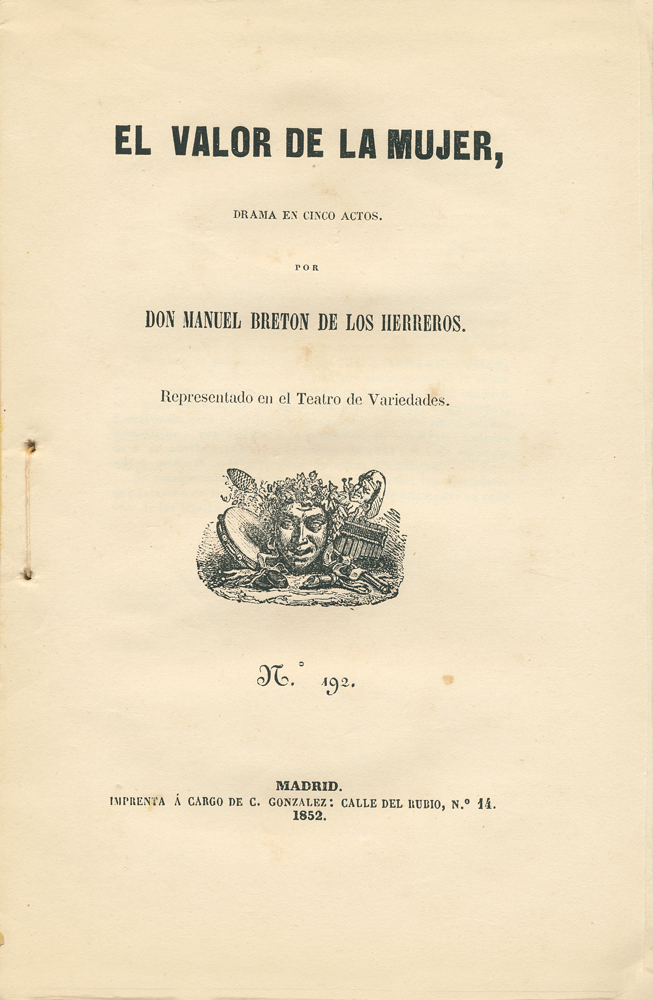 EL VALOR DE LA MUJER,
DRAMA EN CINCO ACTOS.
POR
DON MANUEL BRETON DE LOS HERREROS.
Representado en el Teatro de Variedades.
N.º 192.
MADRID.
IMPRENTA Á CARGO DE C. GONZALEZ: CALLE DEL RUBIO, N.º 14.
1852.